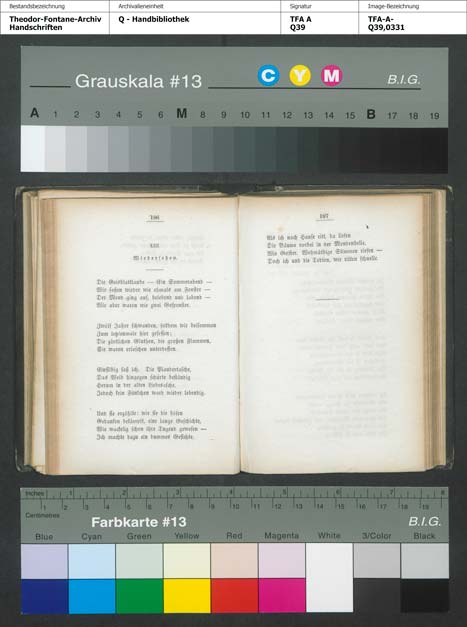 Bestandsbezeichnung
Archivalieneinheit
Signatur
Image-Bezeichnung
Theodor-Fontane-Archiv
Handschriften
Q - Handbibliothek
TFA A
Q39
TFA-A-
Q39,0331
Grauskala #13
C Y M
B.I.G.
A 1 2 3 4 5 6 M 8 9 10 11 12 13 14 15 B 17 18 19
186
Wiedersehen.
Die Geisblattlaube — Ein Sommerabend —
Wir sassen wieder wie ehmals am Fenster —
Der Mond ging auf, belebend und labend —
Wir aber waren wie zwei Gespenster.
Zwölf Jahre schwanden, seitdem wir beisammen
Zum letztenmale hier gesessen;
Die zärtlichen Gluthen, die großen Flammen,
Sie waren erloschen unterdessen.
Einsilbig saß ich. Die Plaudertasche,
Das Weib hingegen schürte beständig
Herum in der alten Liebesasche.
Jedoch kein Fünkchen ward wieder lebendig.
Und sie erzählte: wie sie die bösen
Gedanken bekämpft, eine lange Geschichte,
Wie wackelig schon ihre Tugend gewesen —
Ich machte dazu ein dummes Gesichte.
187
Als ich nach Hause ritt, da liefen
Die Bäume vorbei in der Mondenhelle,
Wie Geister. Wehmüthige Stimmen riefen —
Doch ich und die Todten, wir ritten schnelle.
Inches 1 2 3 4 5 6 7 8
Centimetres 1 2 3 4 5 6 7 8 9 10 11 12 13 14 15 16 17 18 19
Farbkarte #13
B.I.G.
Blue Cyan Green Yellow Red Magenta White 3/Color Black